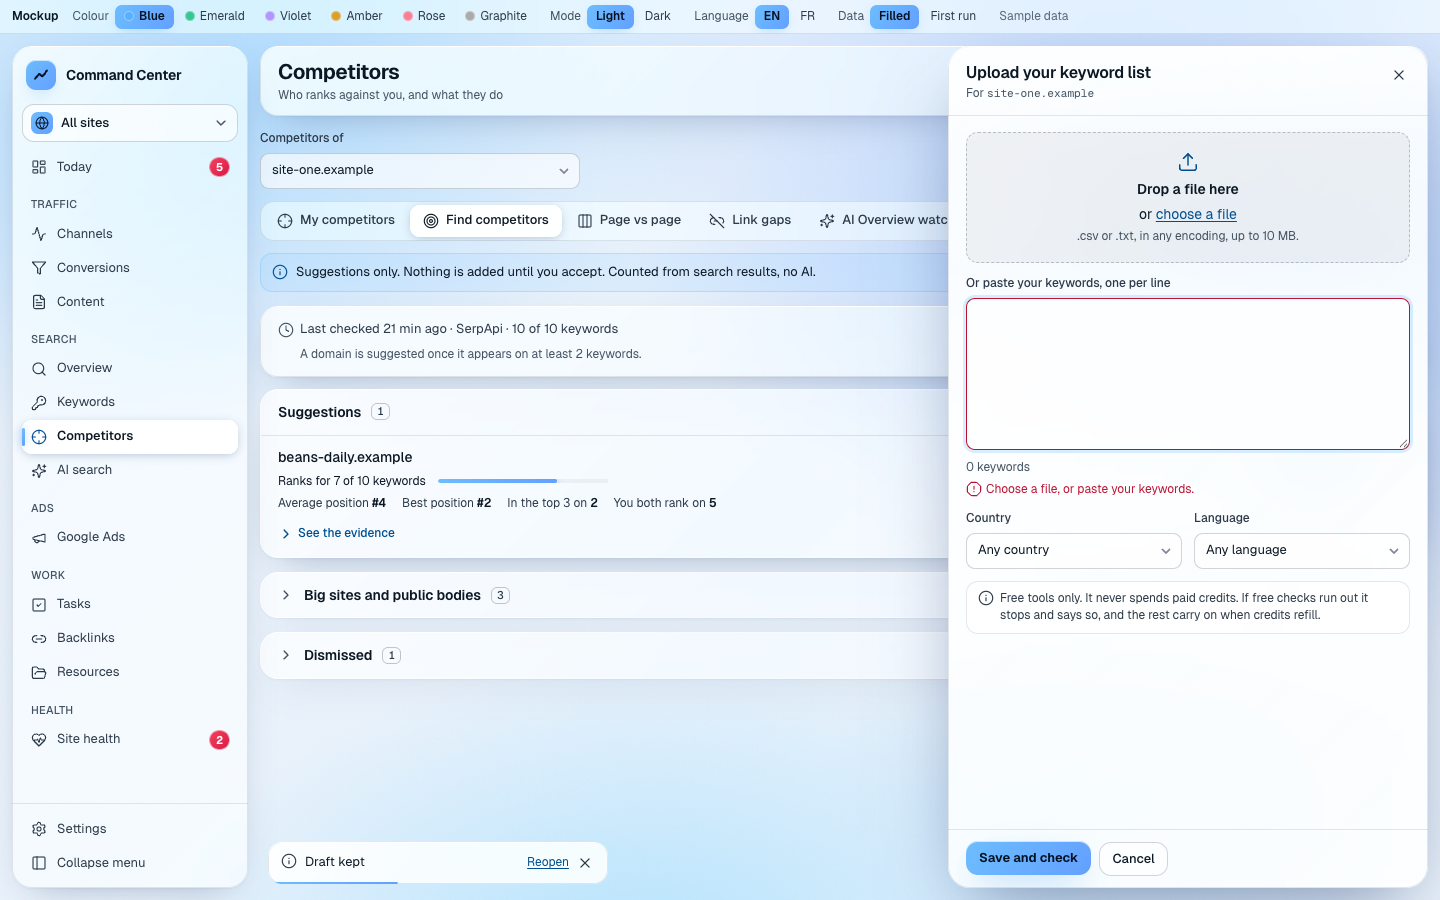 Mockup Colour Blue Emerald Violet Amber Rose Graphite Mode Light Dark Language EN FR Data Filled First run Sample data
Command Center
All sites
Today 5
TRAFFIC
Channels
Conversions
Content
SEARCH
Overview
Keywords
Competitors
AI search
ADS
Google Ads
WORK
Tasks
Backlinks
Resources
HEALTH
Site health 2
Settings
Collapse menu
Competitors
Who ranks against you, and what they do
Competitors of
site-one.example
My competitors Find competitors Page vs page Link gaps AI Overview watc
Suggestions only. Nothing is added until you accept. Counted from search results, no AI.
Last checked 21 min ago · SerpApi · 10 of 10 keywords
A domain is suggested once it appears on at least 2 keywords.
Suggestions 1
beans-daily.example
Ranks for 7 of 10 keywords
Average position #4 Best position #2 In the top 3 on 2 You both rank on 5
See the evidence
Big sites and public bodies 3
Dismissed 1
Draft kept Reopen
Upload your keyword list
For site-one.example
Drop a file here
or choose a file
.csv or .txt, in any encoding, up to 10 MB.
Or paste your keywords, one per line
0 keywords
Choose a file, or paste your keywords.
Country Language
Any country Any language
Free tools only. It never spends paid credits. If free checks run out it
stops and says so, and the rest carry on when credits refill.
Save and check Cancel